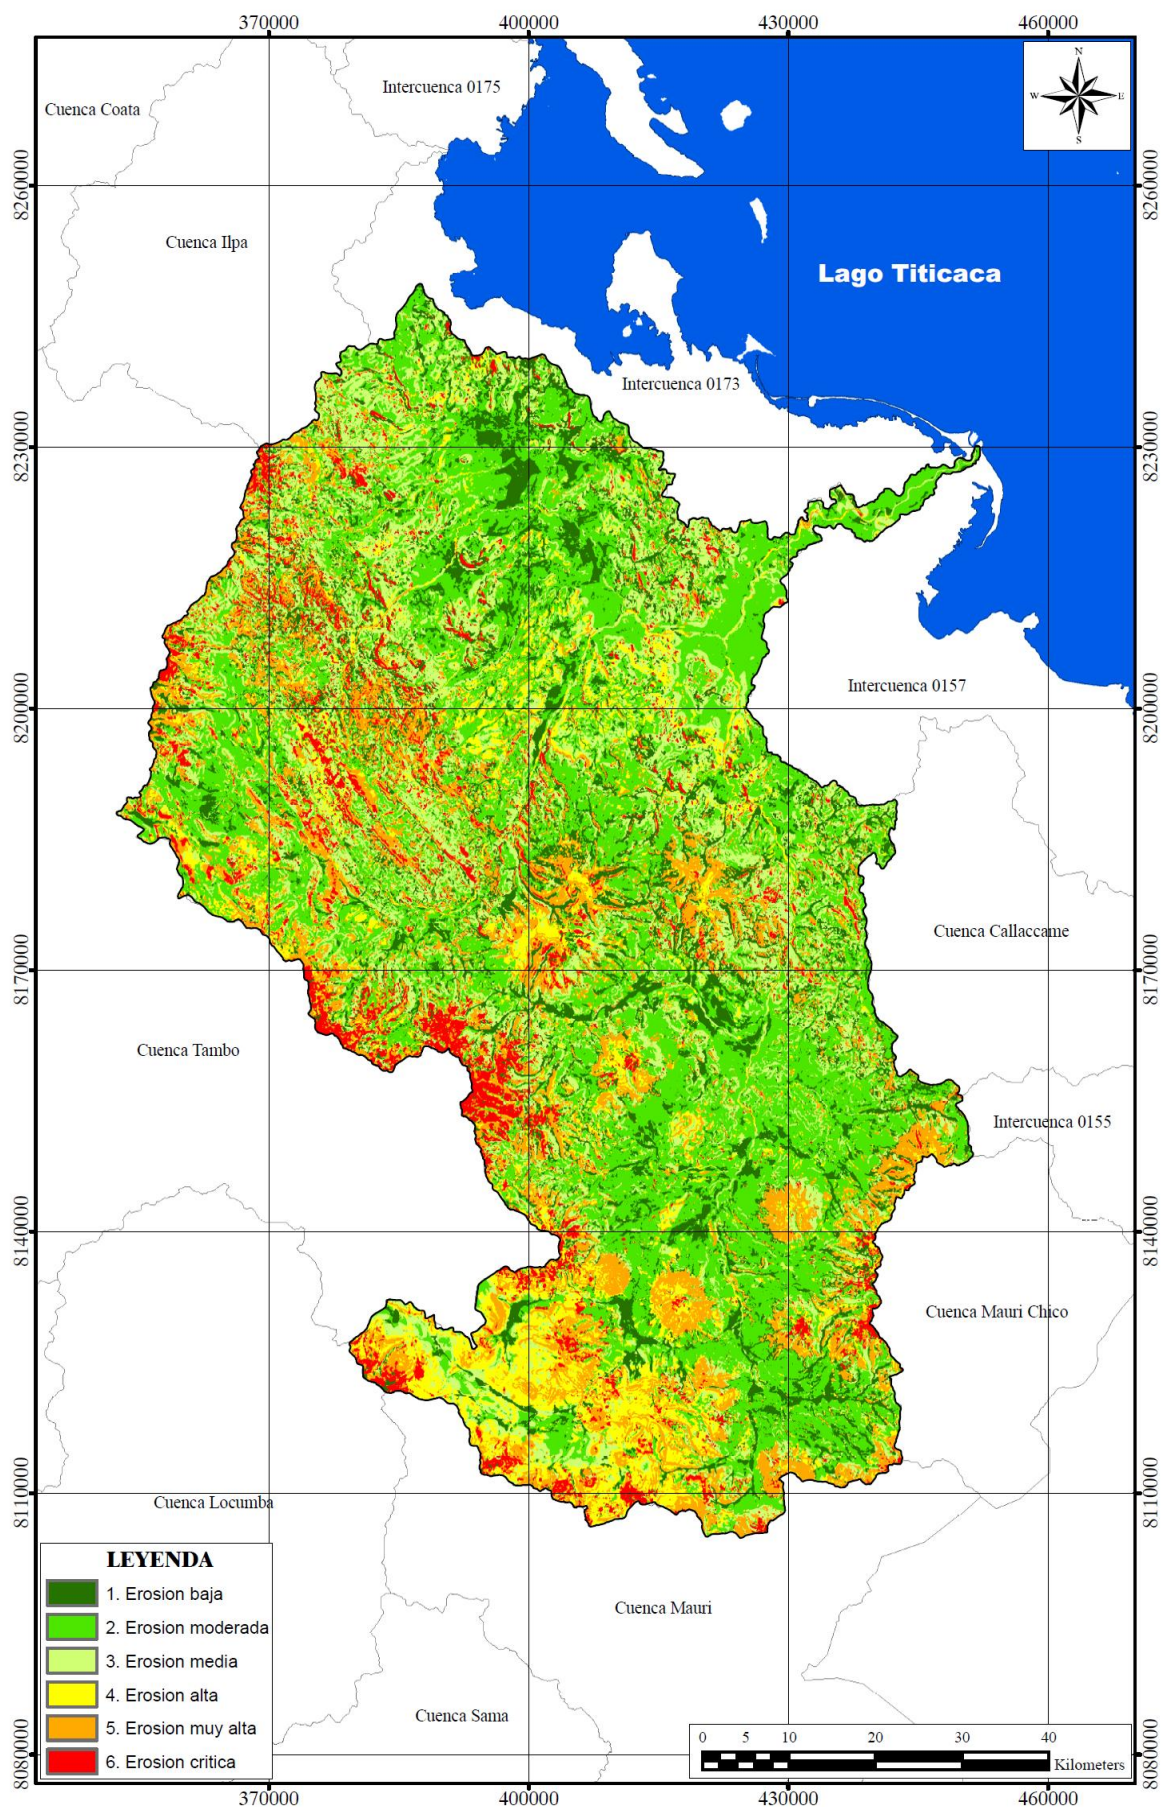 370000
400000
430000
460000
N
W
E
S
Intercuenca 0175
Cuenca Coata
8260000
8260000
Cuenca Ilpa
Lago Titicaca
Intercuenca 0173
8230000
8230000
Intercuenca 0157
8200000
8200000
Cuenca Callaccame
8170000
8170000
Cuenca Tambo
Intercuenca 0155
8140000
8140000
Cuenca Mauri Chico
8110000
8110000
Cuenca Locumba
LEYENDA
1. Erosion baja
2. Erosion moderada
3. Erosion media
4. Erosion alta
5. Erosion muy alta
6. Erosion critica
Cuenca Mauri
Cuenca Sama
0 5 10 20 30 40
Kilometers
8080000
8080000
370000
400000
430000
460000